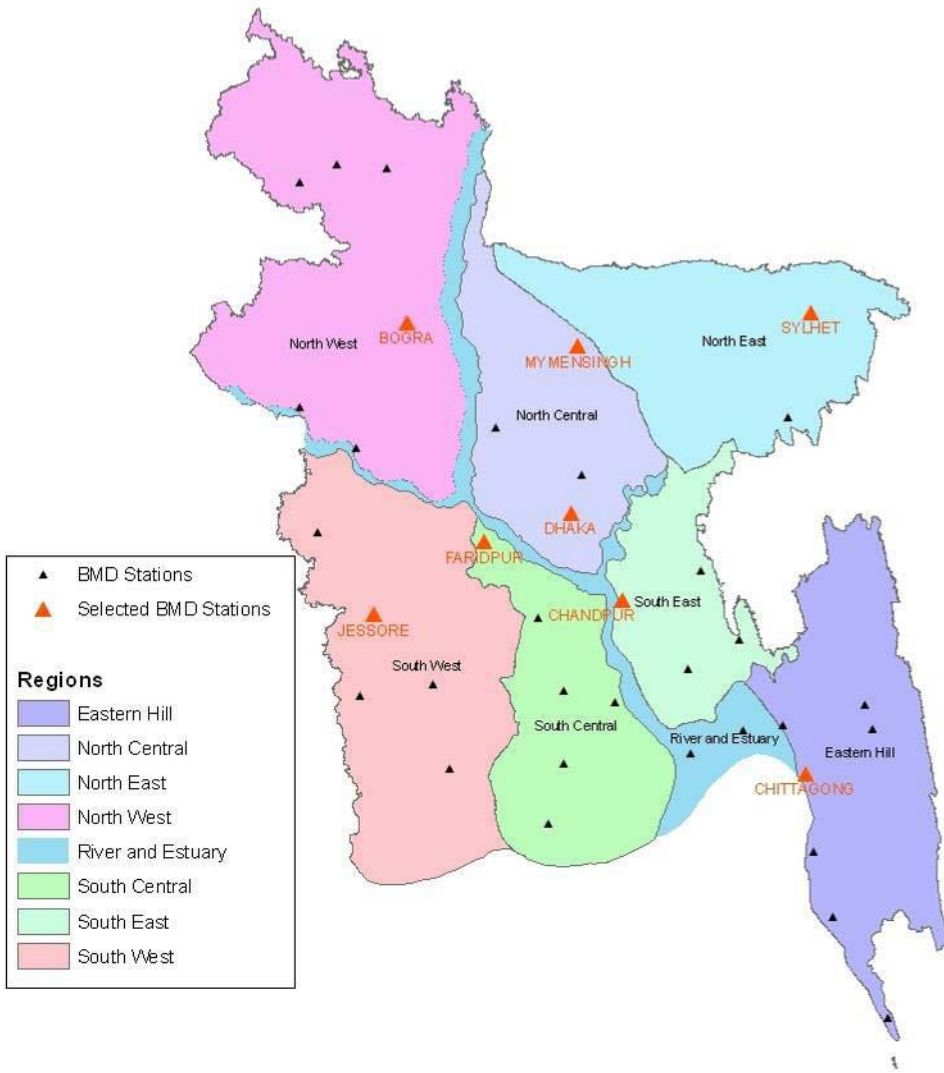 SYLHET
BOGRA
North West
North East
MYMENSINGH
North Central
DHAKA
FARIDPUR
CHANDPUR
South East
JESSORE
South West
South Central
River and Estuary
Eastern Hill
CHITTAGONG
BMD Stations
Selected BMD Stations
Regions
Eastern Hill
North Central
North East
North West
River and Estuary
South Central
South East
South West